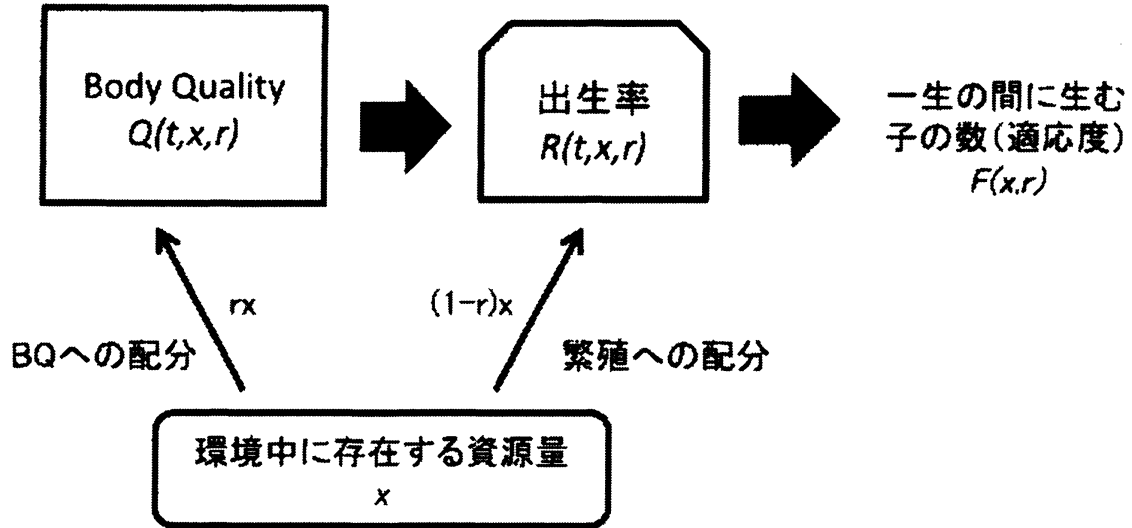 Body Quality
Q(t,x,r)
出生率
R(t,x,r)
一生の間に生む
子の数(適応度)
F(x,r)
rx
(1-r)x
BQへの配分
繁殖への配分
環境中に存在する資源量
x